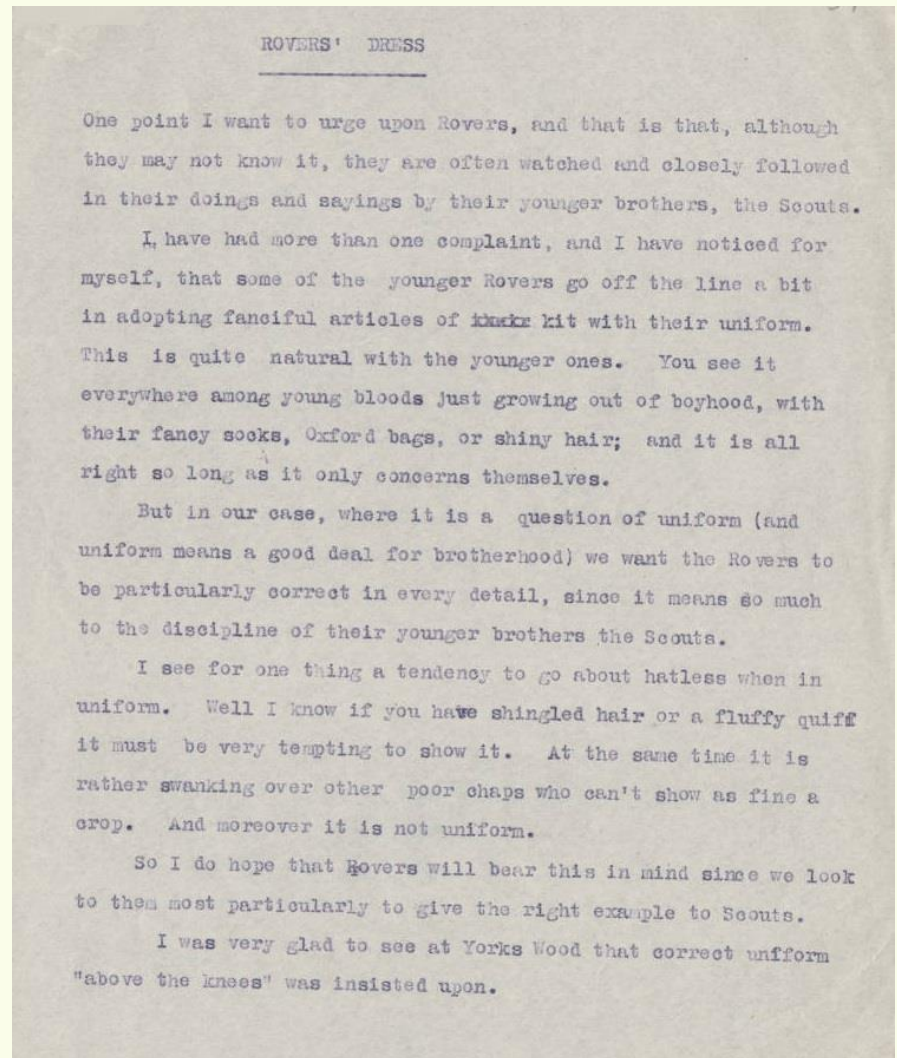 ROVERS' DRESS
One point I want to urge upon Rovers, and that is that, although
they may not know it, they are often watched and closely followed
in their doings and sayings by their younger brothers, the Scouts.
I, have had more than one complaint, and I have noticed for
myself, that some of the younger Rovers go off the line a bit
in adopting fanciful articles of kit with their uniform.
This is quite natural with the younger ones. You see it
everywhere among young bloods just growing out of boyhood, with
their fancy socks, Oxford bags, or shiny hair; and it is all
right so long as it only concerns themselves.
But in our case, where it is a question of uniform (and
uniform means a good deal for brotherhood) we want the Rovers to
be particularly correct in every detail, since it means so much
to the discipline of their younger brothers the Scouts.
I see for one thing a tendency to go about hatless when in
uniform. Well I know if you have shingled hair or a fluffy quiff
it must be very tempting to show it. At the same time it is
rather swanking over other poor chaps who can't show as fine a
crop. And moreover it is not uniform.
So I do hope that Rovers will bear this in mind since we look
to them most particularly to give the right example to Scouts.
I was very glad to see at Yorks Wood that correct uniform
"above the knees" was insisted upon.